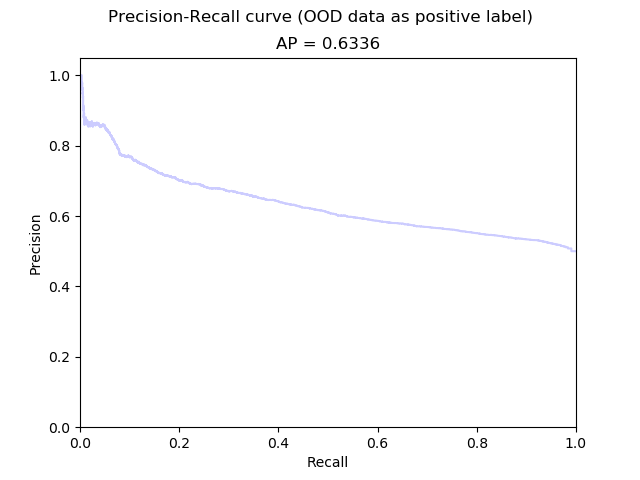 Precision-Recall curve (OOD data as positive label)
AP = 0.6336
1.0
0.8
0.6
0.4
0.2
0.0
Precision
0.0 0.2 0.4 0.6 0.8 1.0
Recall